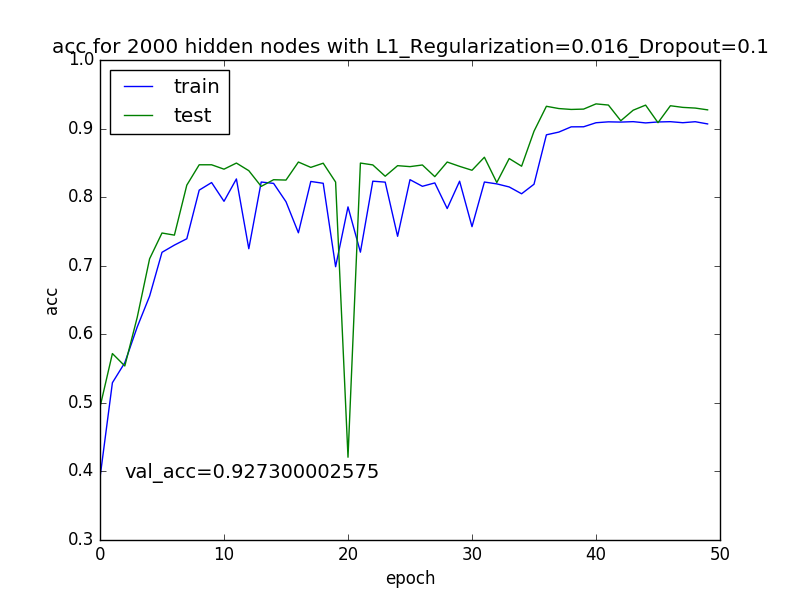 acc for 2000 hidden nodes with L1_Regularization=0.016_Dropout=0.1
1.0
train
test
0.9
0.8
0.7
acc
0.6
0.5
0.4
val_acc=0.927300002575
0.3
0 10 20 30 40 50
epoch